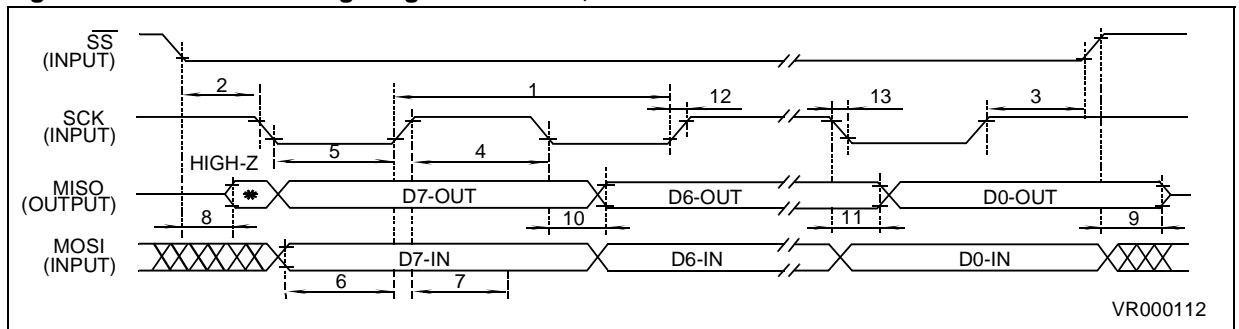 SS
(INPUT)
2
1
12
13
3
SCK
(INPUT)
HIGH-Z
5
4
MISO
(OUTPUT)
*
D7-OUT
D6-OUT
D0-OUT
8
10
11
9
MOSI
(INPUT)
D7-IN
D6-IN
D0-IN
6
7
VR000112